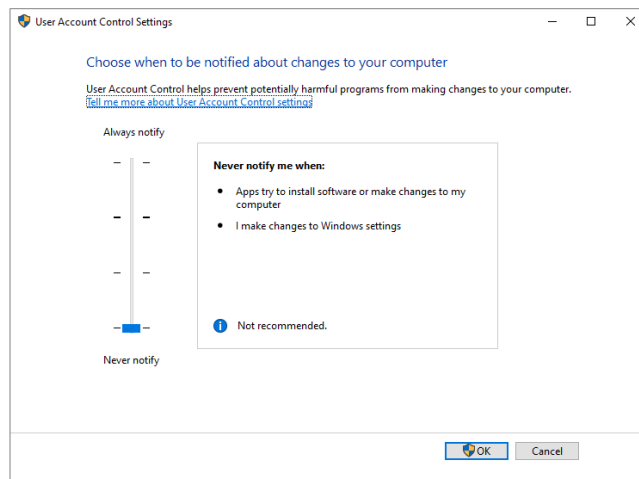 User Account Control Settings
Choose when to be notified about changes to your computer
User Account Control helps prevent potentially harmful programs from making changes to your computer.
Tell me more about User Account Control settings
Always notify
Never notify me when:
• Apps try to install software or make changes to my
computer
• I make changes to Windows settings
Not recommended.
Never notify
OK
Cancel